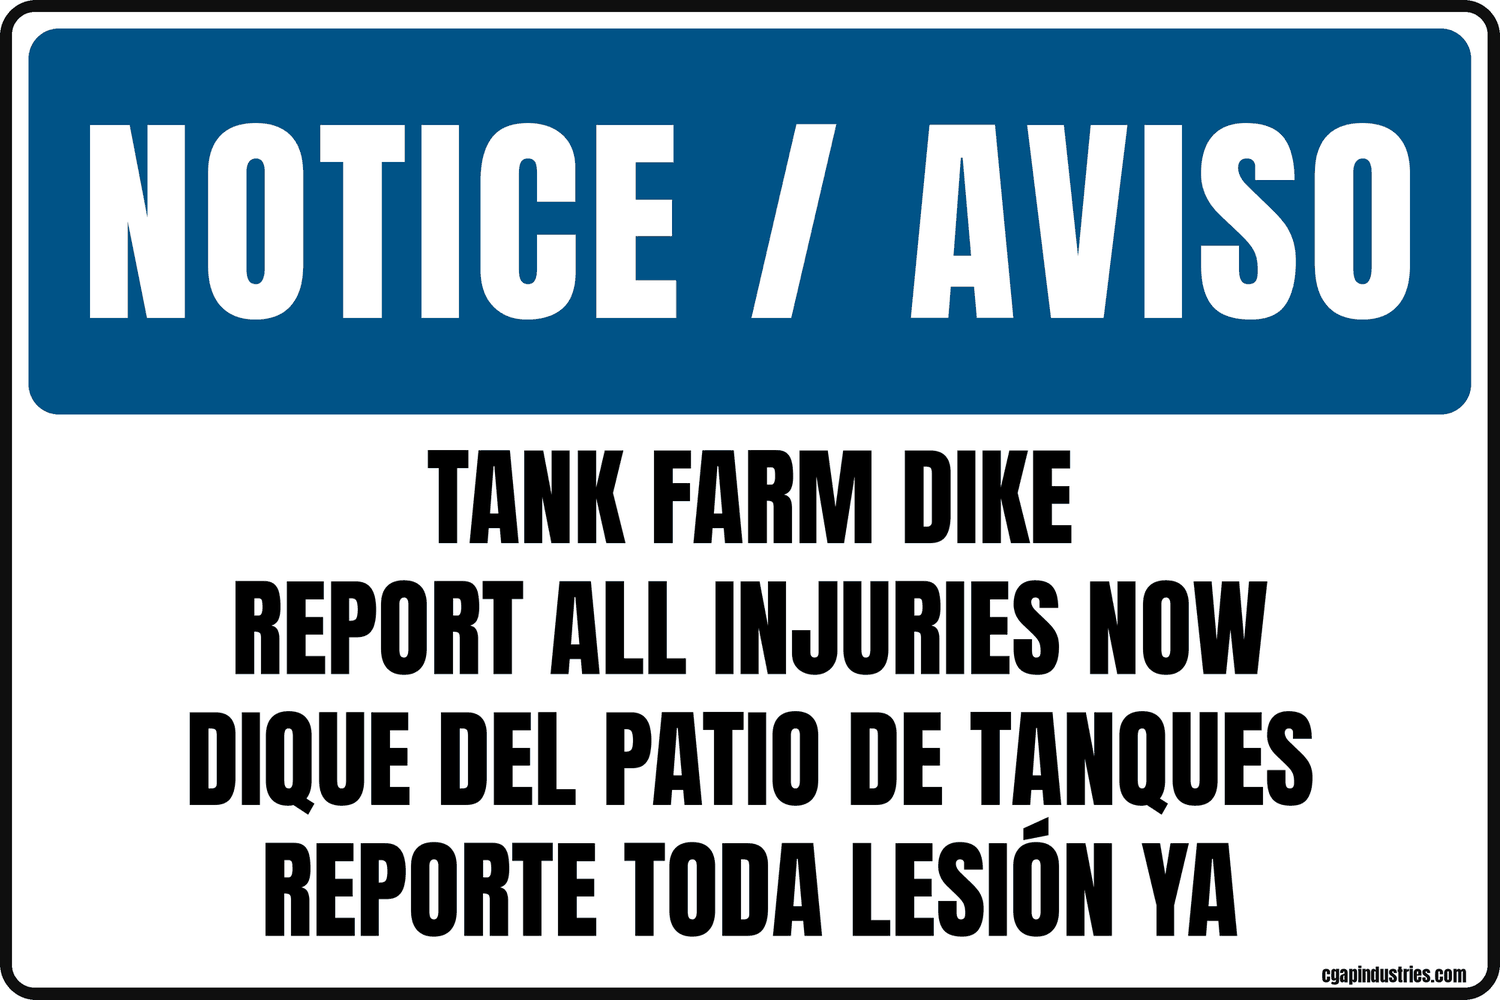 NOTICE / AVISO
TANK FARM DIKE
REPORT ALL INJURIES NOW
DIQUE DEL PATIO DE TANQUES
REPORTE TODA LESIÓN YA
cgapindustries.com